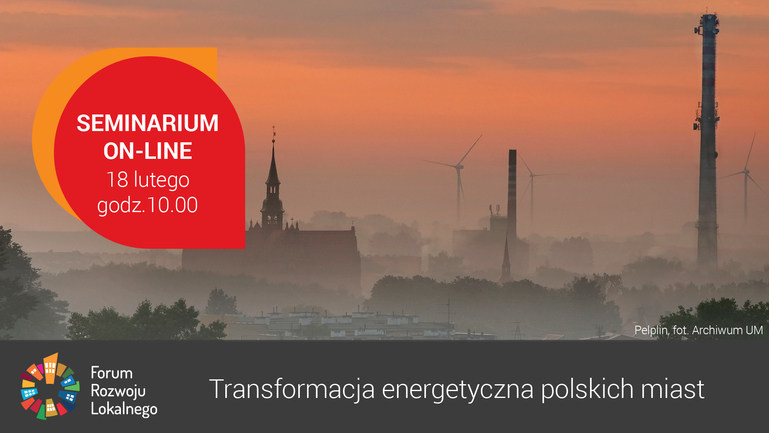 SEMINARIUM
ON-LINE
18 lutego
godz.10.00
Pelplin, fot. Archiwum UM
Forum
Rozwoju
Lokalnego
Transformacja energetyczna polskich miast